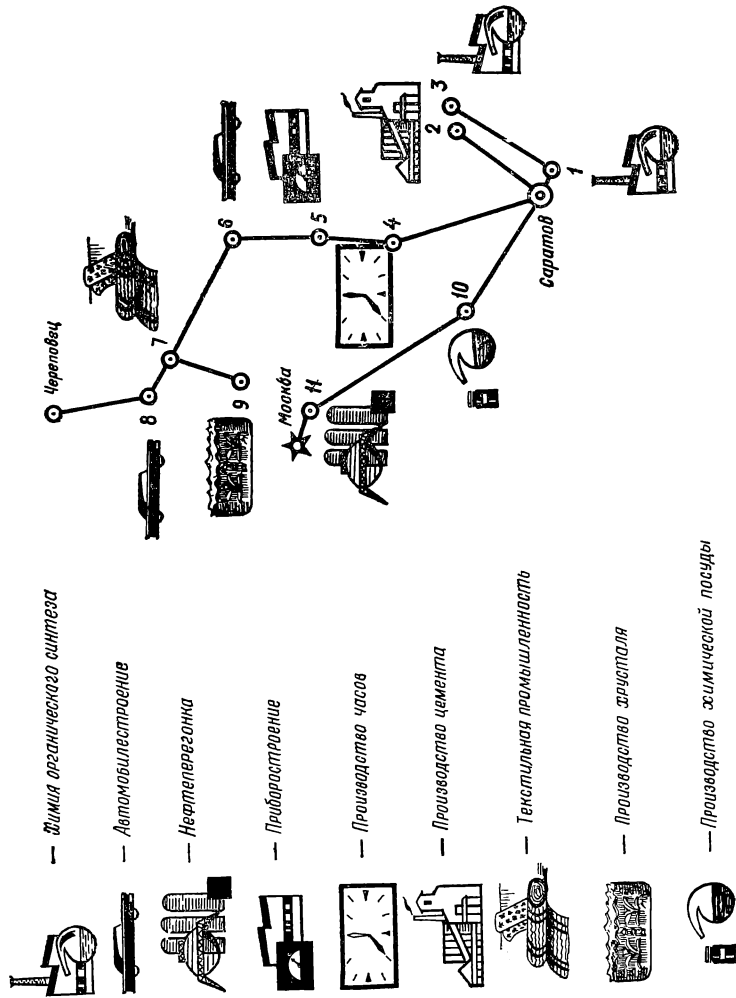 Череповец
8
7
6
9
5
Москва
11
4
10
2
3
Саратов
1
— Химия органического синтеза
— Автомобилестроение
— Нефтеперегонка
— Приборостроение
— Производство часов
— Производство цемента
— Текстильная промышленность
— Производство хрусталя
— Производство химической посуды